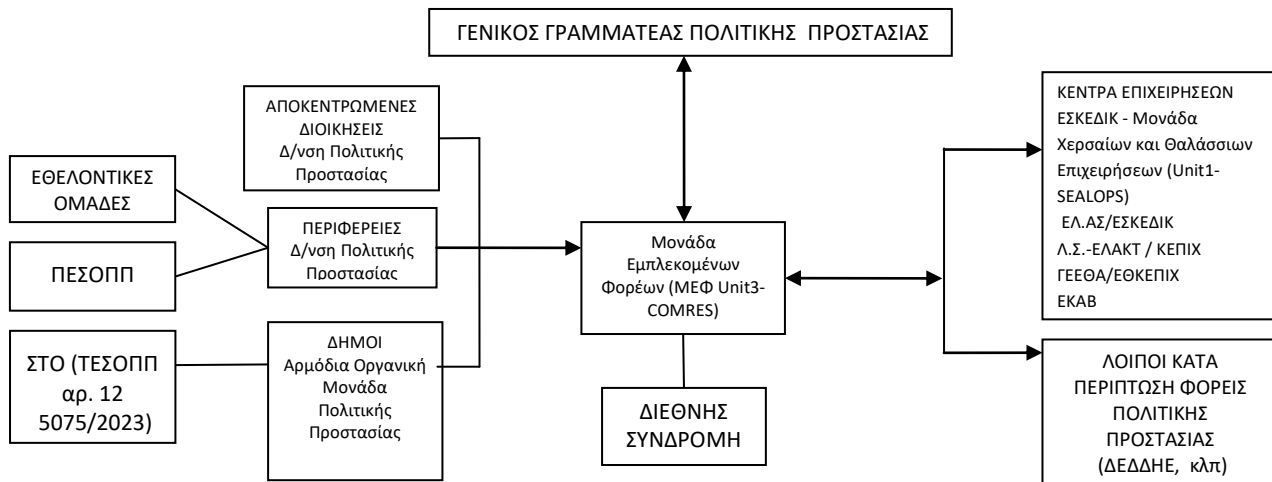 ΓΕΝΙΚΟΣ ΓΡΑΜΜΑΤΕΑΣ ΠΟΛΙΤΙΚΗΣ ΠΡΟΣΤΑΣΙΑΣ
ΑΠΟΚΕΝΤΡΩΜΕΝΕΣ
ΔΙΟΙΚΗΣΕΙΣ
Δ/νση Πολιτικής
Προστασίας
ΕΘΕΛΟΝΤΙΚΕΣ
ΟΜΑΔΕΣ
ΠΕΣΟΠΠ
ΠΕΡΙΦΕΡΕΙΕΣ
Δ/νση Πολιτικής
Προστασίας
ΣΤΟ (ΤΕΣΟΠΠ
αρ. 12
5075/2023)
ΔΗΜΟΙ
Αρμόδια Οργανική
Μονάδα
Πολιτικής
Προστασίας
Μονάδα
Εμπλεκομένων
Φορέων (ΜΕΦ Unit3-
COMRES)
ΔΙΕΘΝΗΣ
ΣΥΝΔΡΟΜΗ
ΚΕΝΤΡΑ ΕΠΙΧΕΙΡΗΣΕΩΝ
ΕΣΚΕΔΙΚ - Μονάδα
Χερσαίων και Θαλάσσιων
Επιχειρήσεων (Unit1-
SEALOPS)
ΕΛ.ΑΣ/ΕΣΚΕΔΙΚ
Λ.Σ.-ΕΛΑΚΤ / ΚΕΠΙΧ
ΓΕΕΘΑ/ΕΘΚΕΠΙΧ
ΕΚΑΒ
ΛΟΙΠΟΙ ΚΑΤΑ
ΠΕΡΙΠΤΩΣΗ ΦΟΡΕΙΣ
ΠΟΛΙΤΙΚΗΣ
ΠΡΟΣΤΑΣΙΑΣ
(ΔΕΔΔΗΕ, κλπ)